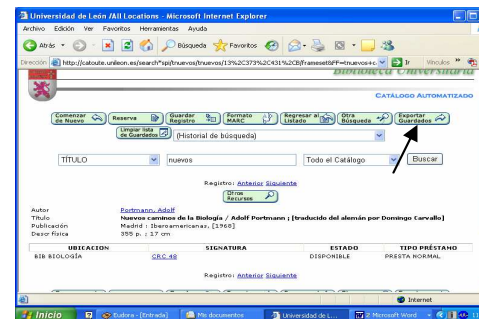 Universidad de León /All Locations - Microsoft Internet Explorer
Archivo Edición Ver Favoritos Herramientas Ayuda
Atrás Búsqueda Favoritos
Dirección http://catoute.unileon.es/search*spi/tnuevos/tnuevos/13%2C373%2C431%2CB/frameset&FF=tnuevos+c Ir Vínculos
Biblioteca Universitaria
CATÁLOGO AUTOMATIZADO
Comenzar de Nuevo Reserva Guardar Registro Formato MARC Regresar al Listado Otra Búsqueda Exportar Guardados
Limpiar lista de Guardados (Historial de búsqueda)
TÍTULO nuevos Todo el Catálogo Buscar
Registro: Anterior Siguiente
Otros Recursos
Autor Portmann, Adolf
Título Nuevos caminos de la Biología / Adolf Portmann ; [traducido del alemán por Domingo Carvallo]
Publicación Madrid : Iberoamericanas, [1968]
Descr física 355 p. ; 17 cm
UBICACION SIGNATURA ESTADO TIPO PRÉSTAMO
BIB BIOLOGÍA CRC 48 DISPONIBLE PRESTA NORMAL
Registro: Anterior Siguiente
Internet
Inicio Eudora - [Entrada] Mis documentos Universidad de L... 2 Microsoft Word